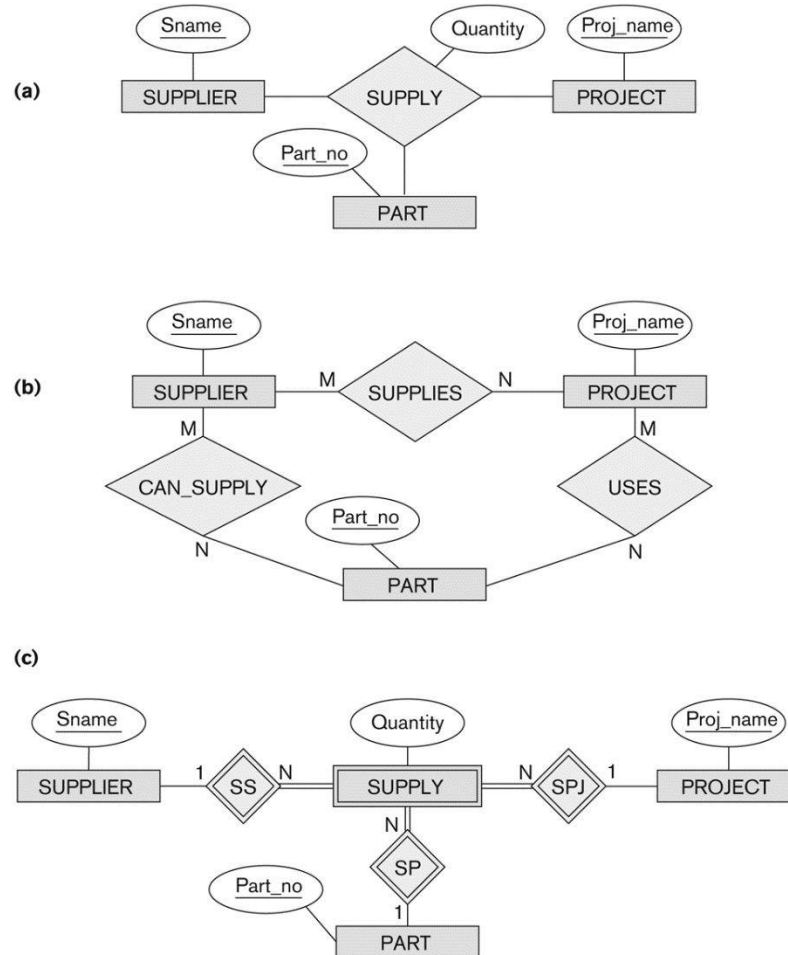 Sname
Quantity
Proj_name
(a)
SUPPLIER
SUPPLY
PROJECT
Part_no
PART
Sname
Proj_name
(b)
SUPPLIER
M
SUPPLIES
N
PROJECT
M
M
CAN_SUPPLY
USES
Part_no
N
N
PART
(c)
Sname
Quantity
Proj_name
SUPPLIER
1
SS
N
SUPPLY
N
SPJ
1
PROJECT
N
SP
Part_no
1
PART